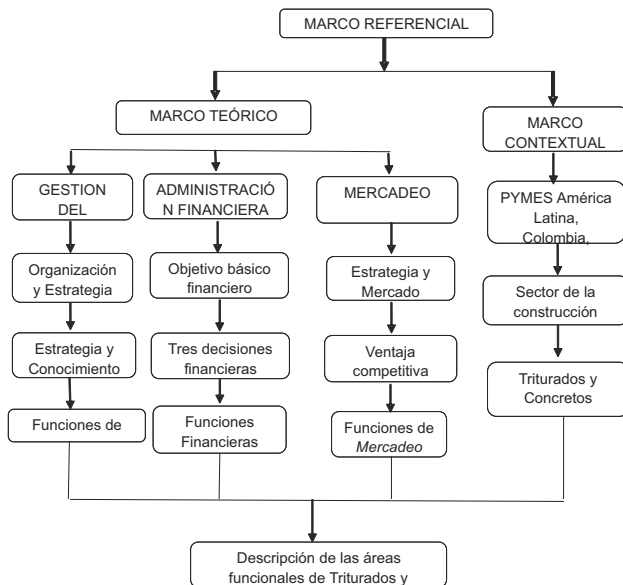 MARCO REFERENCIAL
MARCO TEÓRICO
MARCO
CONTEXTUAL
GESTION
DEL
ADMINISTRACIÓ
N FINANCIERA
MERCADEO
PYMES América
Latina,
Colombia,
Organización
y Estrategia
Objetivo básico
financiero
Estrategia y
Mercado
Sector de la
construcción
Estrategia y
Conocimiento
Tres decisiones
financieras
Ventaja
competitiva
Triturados y
Concretos
Funciones de
Funciones
Financieras
Funciones de
Mercadeo
Descripción de las áreas
funcionales de Triturados y